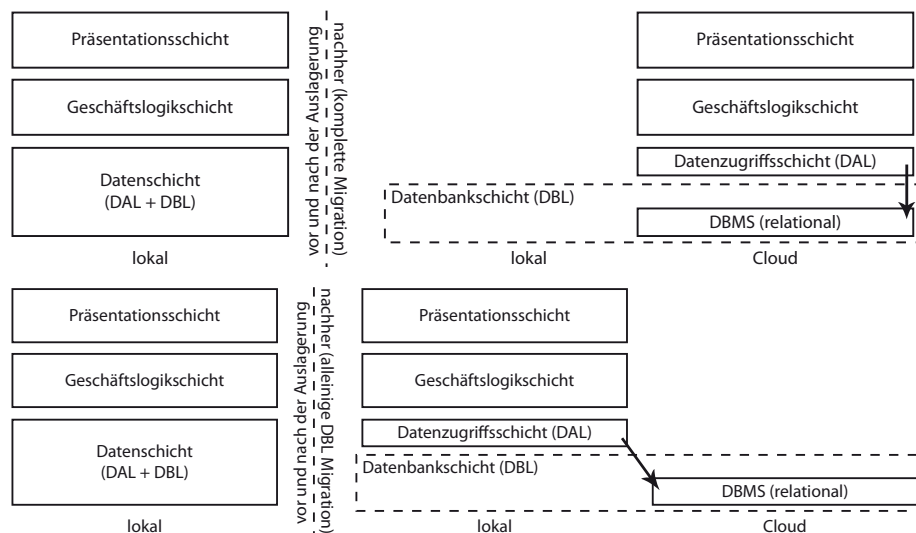 Präsentationsschicht
Geschäftslogikschicht
Datenschicht
(DAL + DBL)
lokal
vor und nach der Auslagerung
nachher (komplette Migration)
Präsentationsschicht
Geschäftslogikschicht
Datenzugriffsschicht (DAL)
Datenbankschicht (DBL)
DBMS (relational)
lokal
Cloud
Präsentationsschicht
Geschäftslogikschicht
Datenschicht
(DAL + DBL)
lokal
vor und nach der Auslagerung
nachher (alleinige DBL Migration)
Präsentationsschicht
Geschäftslogikschicht
Datenzugriffsschicht (DAL)
Datenbankschicht (DBL)
DBMS (relational)
lokal
Cloud